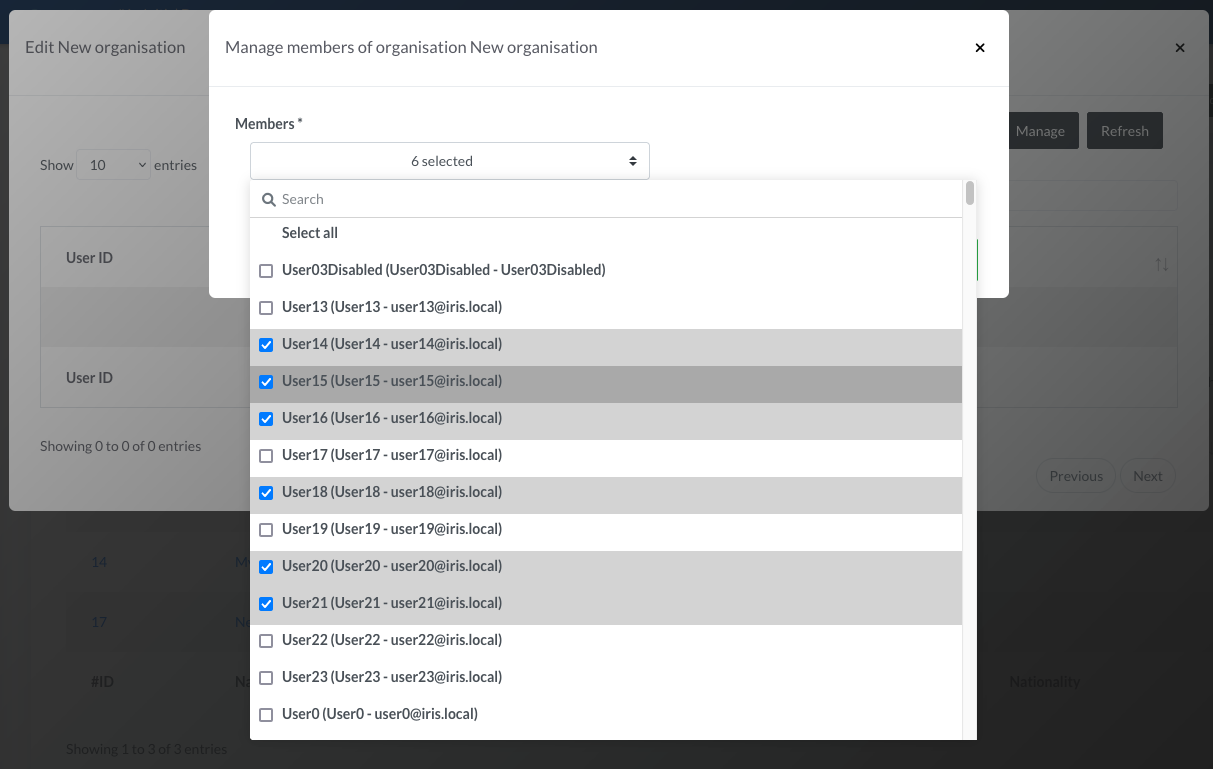 Edit New organisation
×
Manage members of organisation New organisation
×
Manage
Refresh
Members *
Show 10 entries
6 selected
Search
Select all
User ID
User03Disabled (User03Disabled - User03Disabled)
User13 (User13 - user13@iris.local)
User14 (User14 - user14@iris.local)
User15 (User15 - user15@iris.local)
User ID
User16 (User16 - user16@iris.local)
User17 (User17 - user17@iris.local)
Showing 0 to 0 of 0 entries
User18 (User18 - user18@iris.local)
Previous
Next
User19 (User19 - user19@iris.local)
14
User20 (User20 - user20@iris.local)
User21 (User21 - user21@iris.local)
17
User22 (User22 - user22@iris.local)
User23 (User23 - user23@iris.local)
#ID
Nationality
User0 (User0 - user0@iris.local)
Showing 1 to 3 of 3 entries